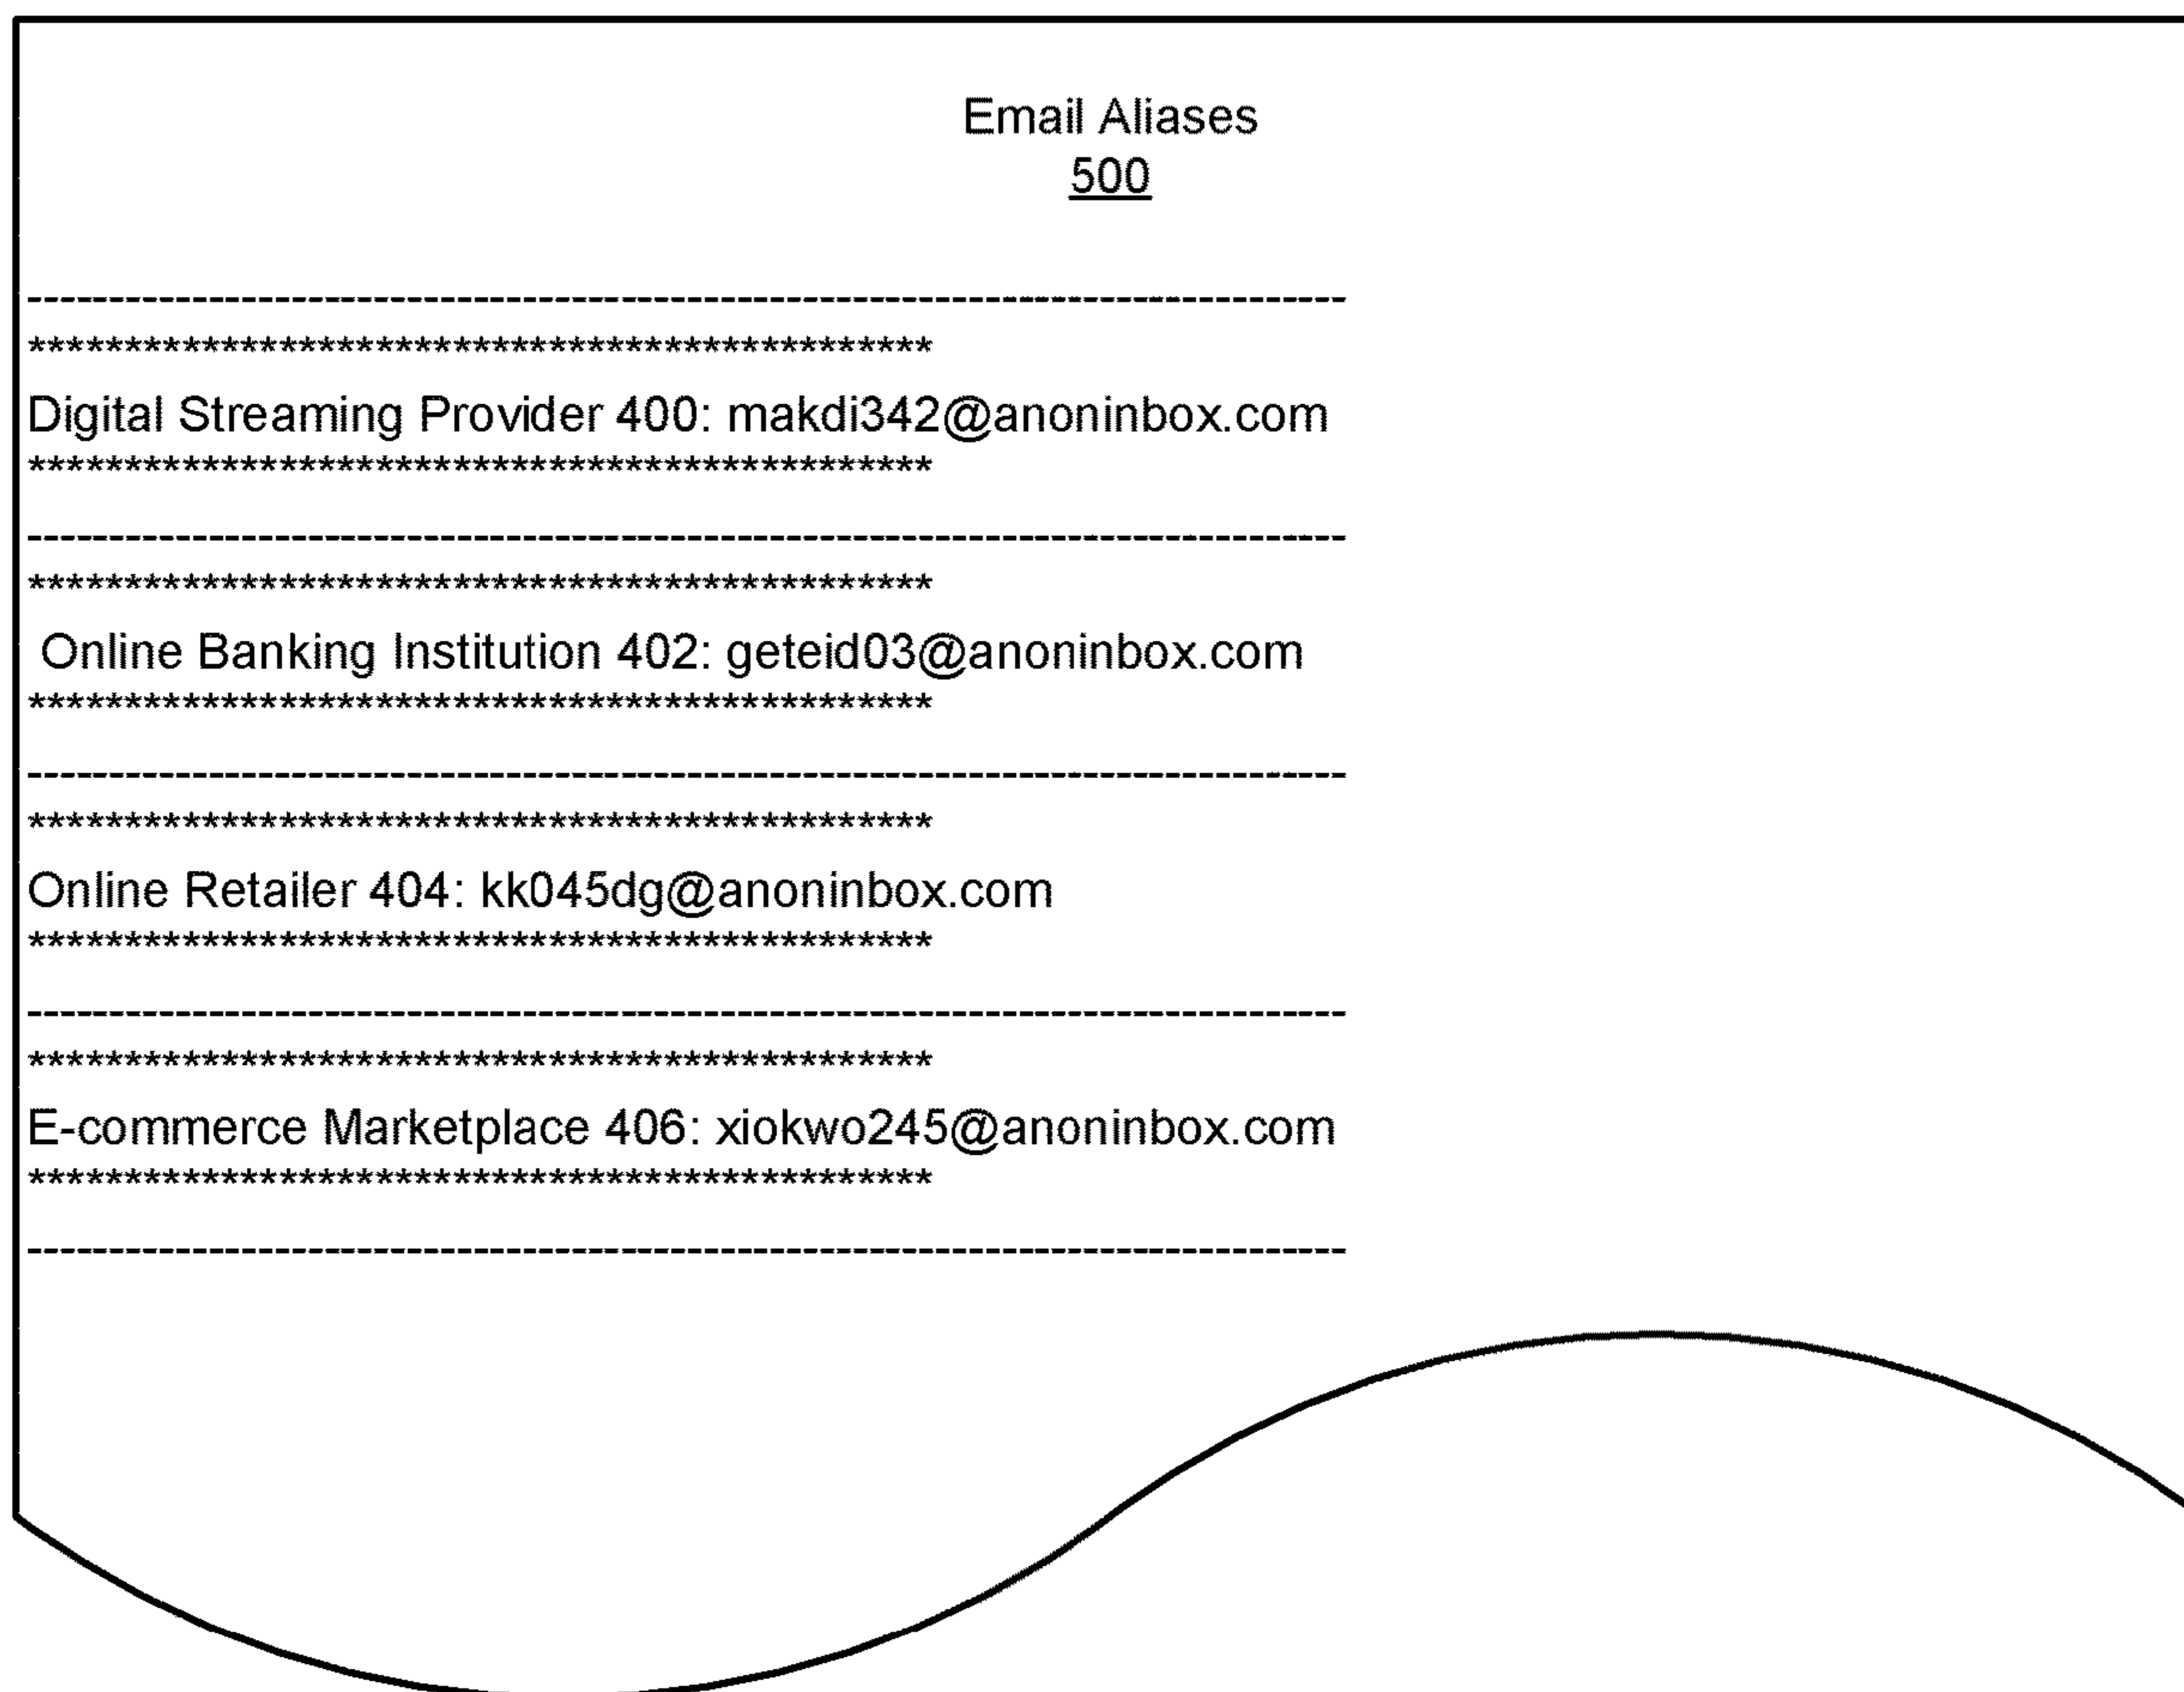 Email Aliases
500
--------------------------------------------------------------------------------
***********************************************
Digital Streaming Provider 400: makdi342@anoninbox.com
***********************************************
--------------------------------------------------------------------------------
***********************************************
Online Banking Institution 402: geteid03@anoninbox.com
***********************************************
--------------------------------------------------------------------------------
***********************************************
Online Retailer 404: kk045dg@anoninbox.com
***********************************************
--------------------------------------------------------------------------------
***********************************************
E-commerce Marketplace 406: xiokwo245@anoninbox.com
***********************************************
--------------------------------------------------------------------------------